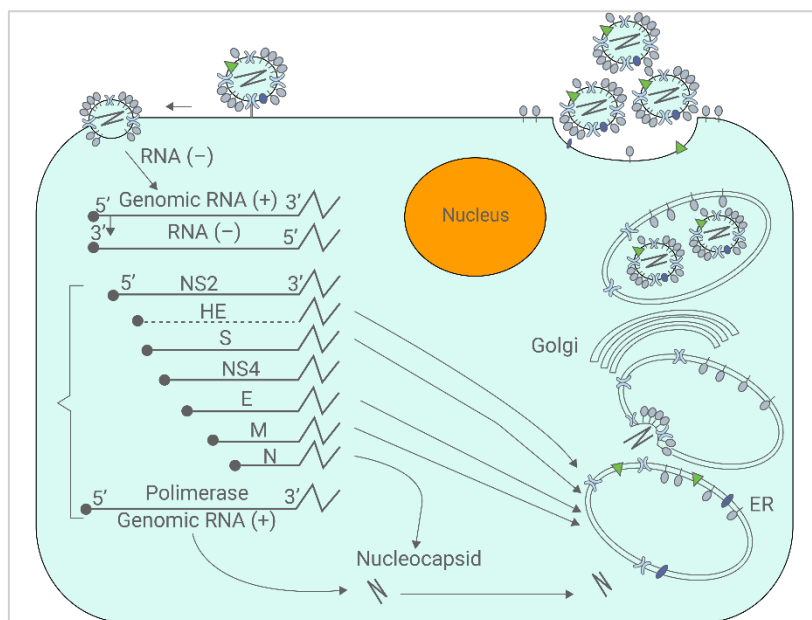 RNA (−)
5′ Genomic RNA (+) 3′
3′ RNA (−) 5′
5′ NS2 3′
HE
S
NS4
E
M
N
5′ Polimerase 3′
Genomic RNA (+)
Nucleus
Nucleocapsid
Golgi
ER